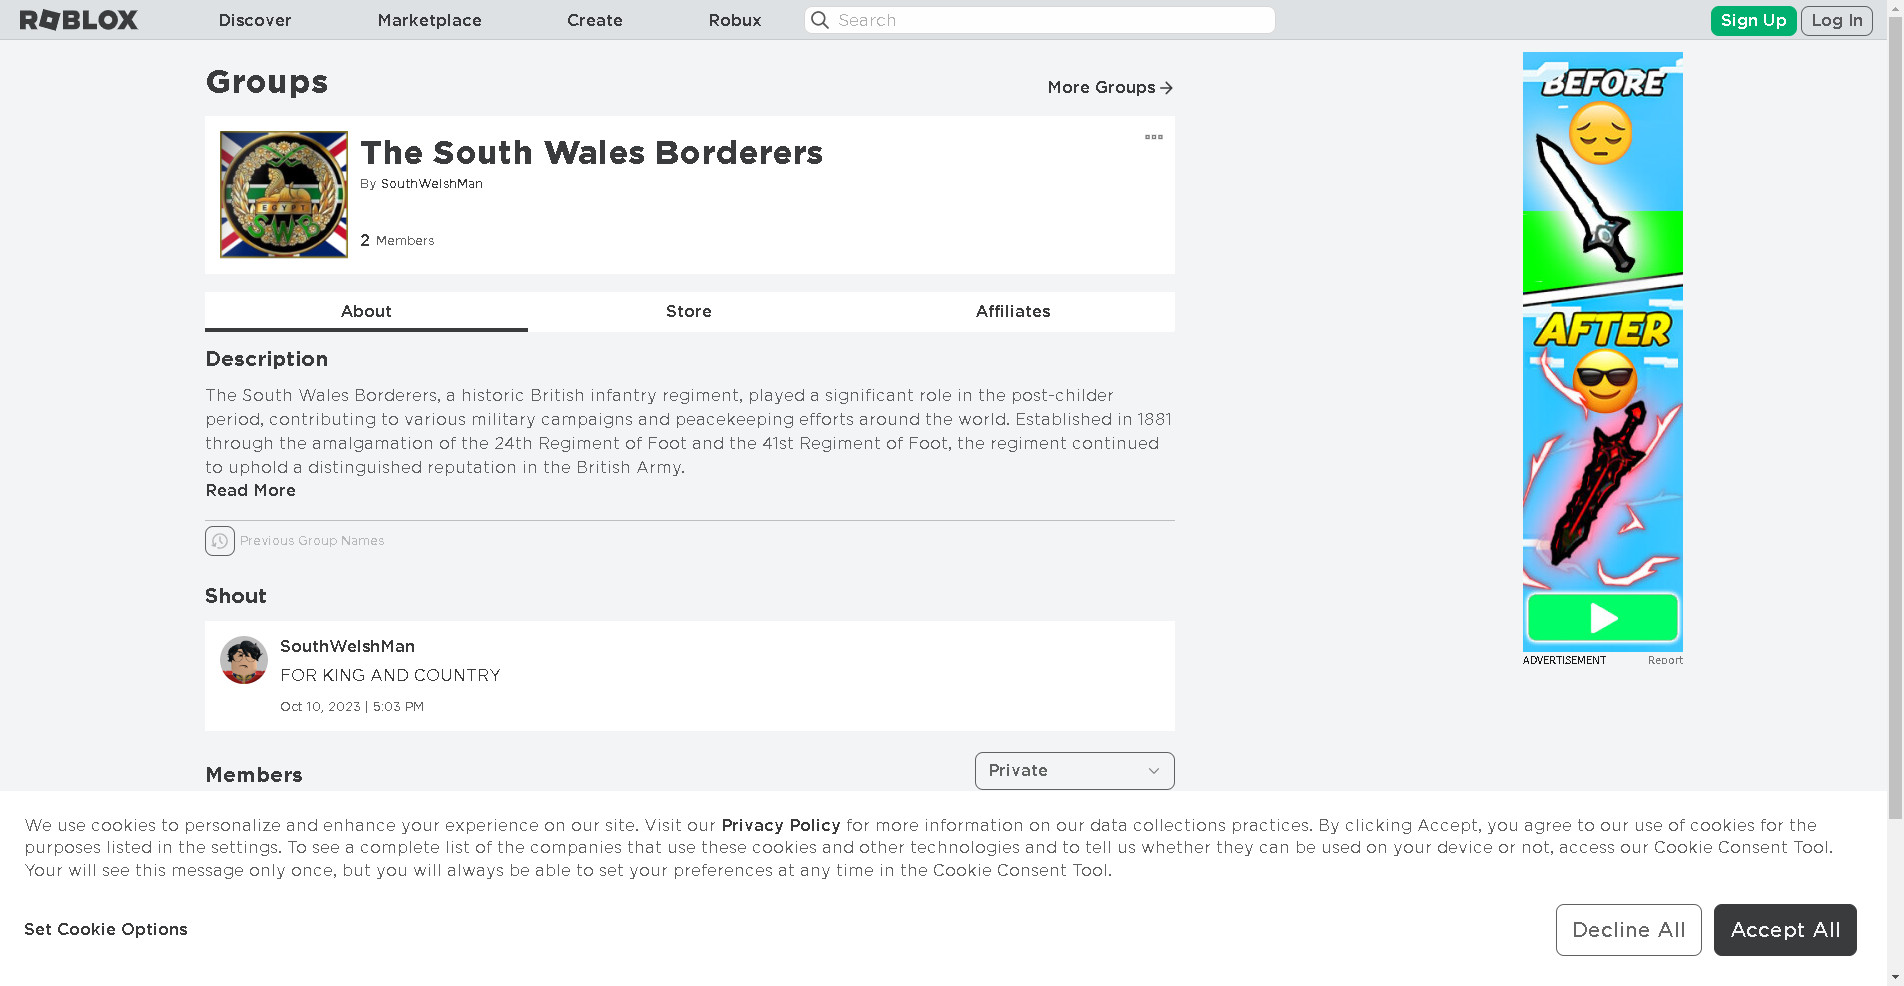 ROBLOX
Discover
Marketplace
Create
Robux
Search
Sign Up
Log In
Groups
More Groups
The South Wales Borderers
By SouthWelshMan
2 Members
EGYPT
SWB
About
Store
Affiliates
Description
The South Wales Borderers, a historic British infantry regiment, played a significant role in the post-childer
period, contributing to various military campaigns and peacekeeping efforts around the world. Established in 1881
through the amalgamation of the 24th Regiment of Foot and the 41st Regiment of Foot, the regiment continued
to uphold a distinguished reputation in the British Army.
Read More
Previous Group Names
Shout
SouthWelshMan
FOR KING AND COUNTRY
Oct 10, 2023 | 5:03 PM
Members
Private
BEFORE
AFTER
ADVERTISEMENT
Report
We use cookies to personalize and enhance your experience on our site. Visit our Privacy Policy for more information on our data collections practices. By clicking Accept, you agree to our use of cookies for the
purposes listed in the settings. To see a complete list of the companies that use these cookies and other technologies and to tell us whether they can be used on your device or not, access our Cookie Consent Tool.
Your will see this message only once, but you will always be able to set your preferences at any time in the Cookie Consent Tool.
Set Cookie Options
Decline All
Accept All